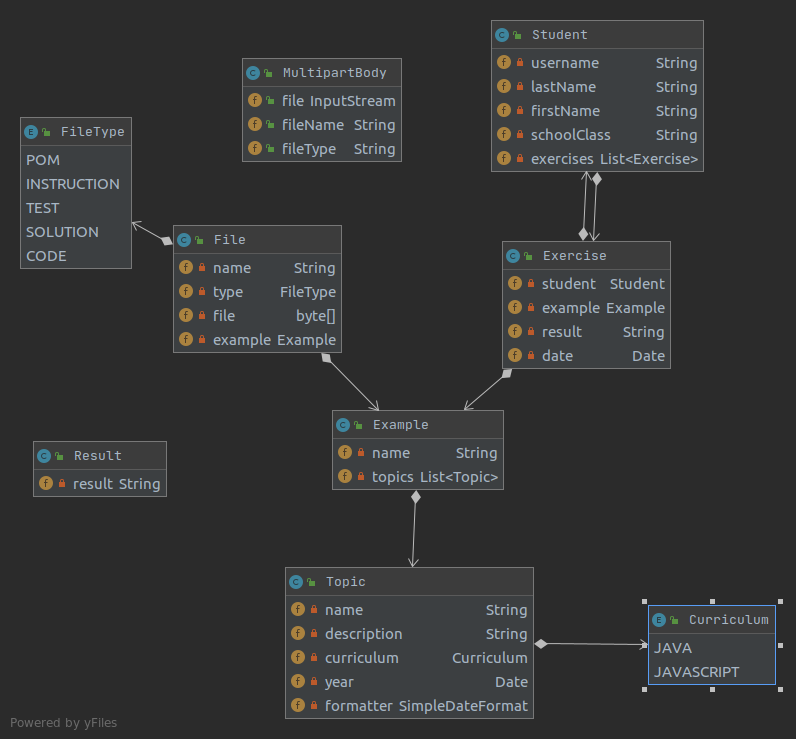 C Student
f username String
f lastName String
f firstName String
f schoolClass String
f exercises List<Exercise>
C MultipartBody
f file InputStream
f fileName String
f fileType String
E FileType
POM
INSTRUCTION
TEST
SOLUTION
CODE
C File
f name String
f type FileType
f file byte[]
f example Example
C Exercise
f student Student
f example Example
f result String
f date Date
C Example
f name String
f topics List<Topic>
C Result
f result String
C Topic
f name String
f description String
f curriculum Curriculum
f year Date
f formatter SimpleDateFormat
E Curriculum
JAVA
JAVASCRIPT
Powered by yFiles